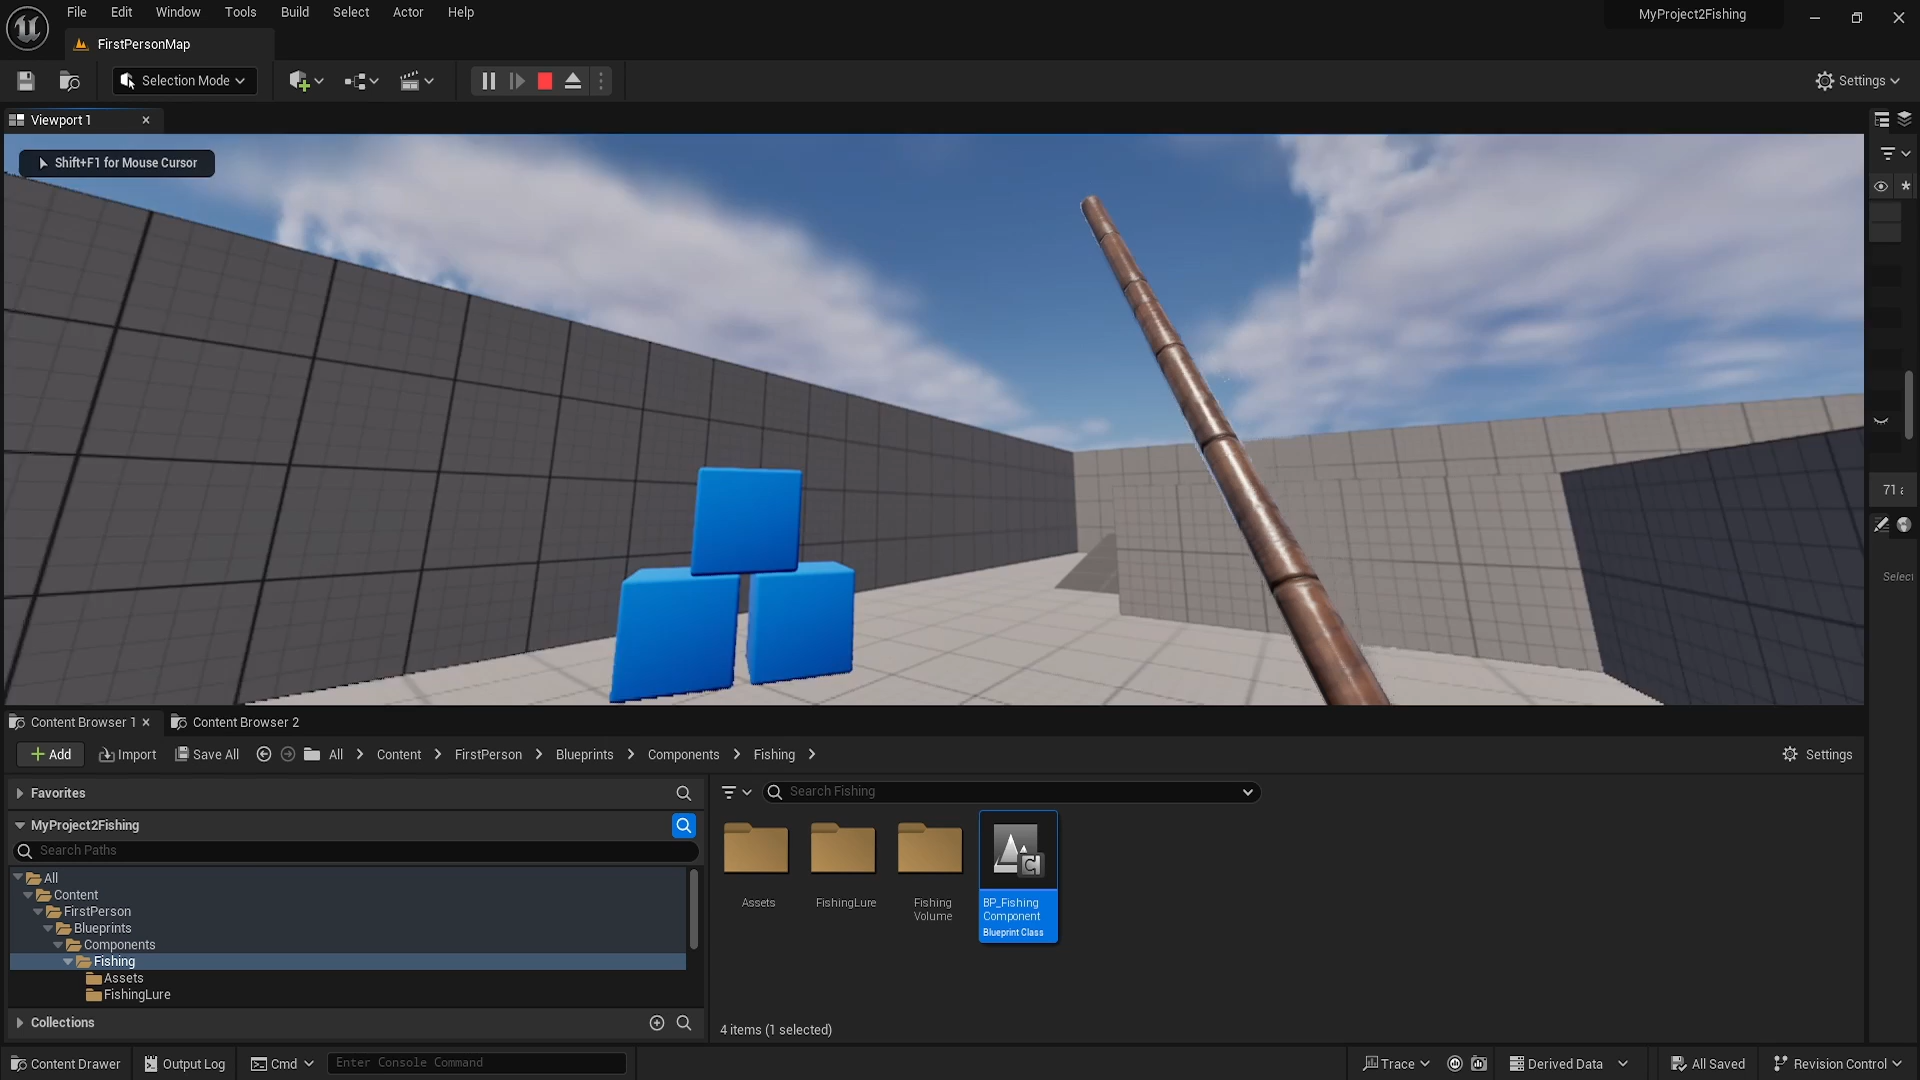 File Edit Window Tools Build Select Actor Help
MyProject2Fishing
FirstPersonMap
Selection Mode
Settings
Viewport 1
Shift+F1 for Mouse Cursor
71
Select
Content Browser 1 Content Browser 2
Add Import Save All All Content FirstPerson Blueprints Components Fishing Settings
Favorites
Search Fishing
MyProject2Fishing
Search Paths
All
Content
FirstPerson
Blueprints
Components
Fishing
Assets
FishingLure
Assets
FishingLure
Fishing
Volume
BP_Fishing
Component
Blueprint Class
Collections
4 items (1 selected)
Content Drawer Output Log Cmd Enter Console Command Trace Derived Data All Saved Revision Control